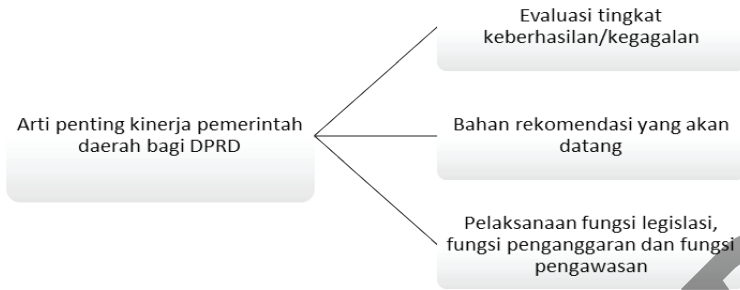 Evaluasi tingkat
keberhasilan/kegagalan
Arti penting kinerja pemerintah
daerah bagi DPRD
Bahan rekomendasi yang akan
datang
Pelaksanaan fungsi legislasi,
fungsi penganggaran dan fungsi
pengawasan